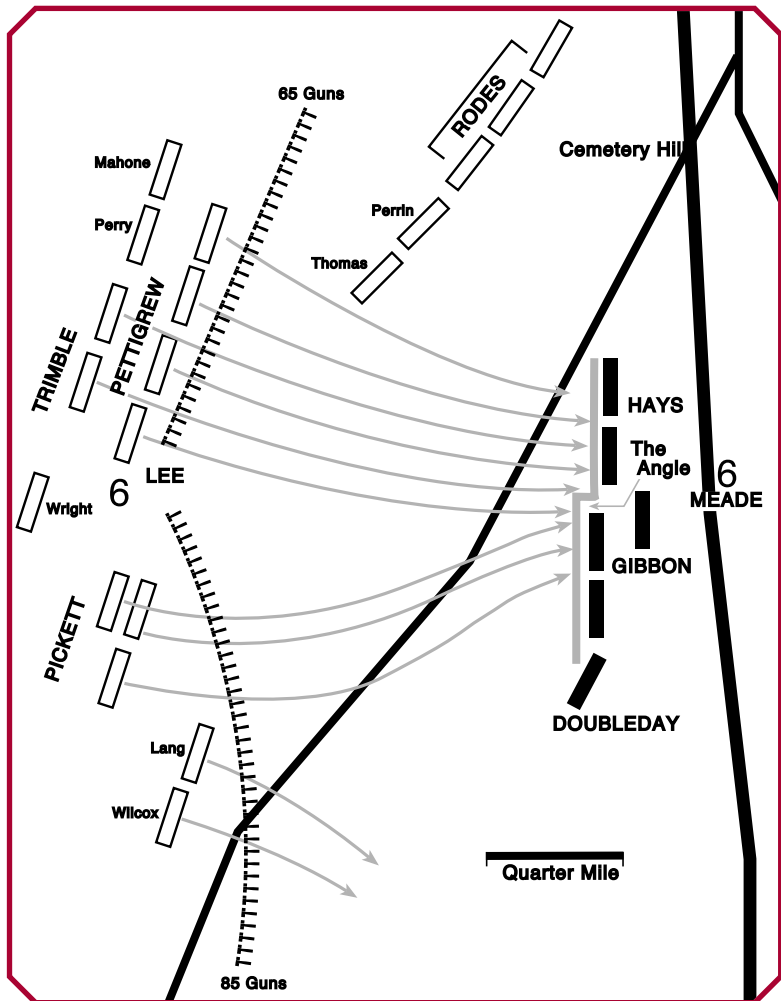 65 Guns
RODES
Cemetery Hill
Mahone
Perry
Perrin
Thomas
PETTIGREW
TRIMBLE
HAYS
The
Angle
LEE
6
6
MEADE
Wright
GIBBON
PICKETT
DOUBLEDAY
Lang
Wilcox
Quarter Mile
85 Guns